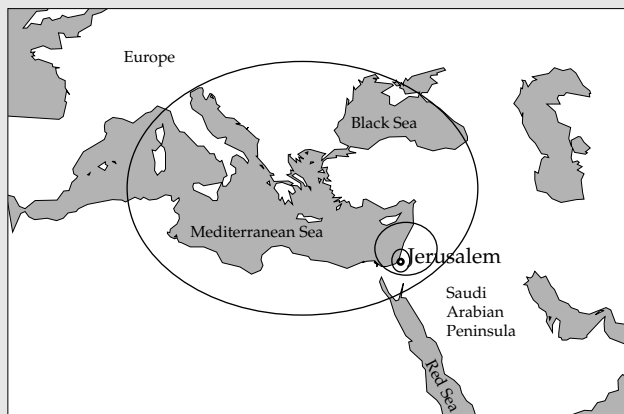 Europe
Black Sea
Mediterranean Sea
Jerusalem
Saudi
Arabian
Peninsula
Red Sea